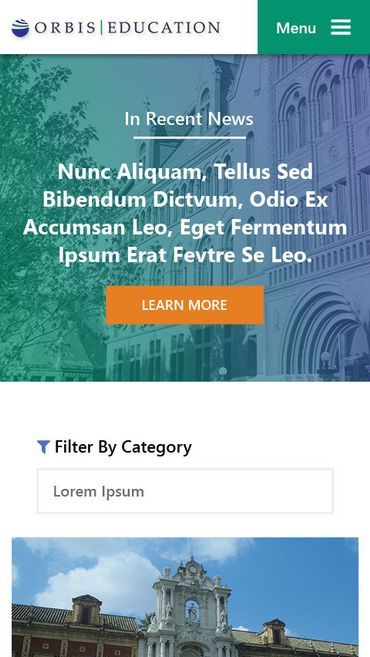 ORBIS|EDUCATION
Menu
In Recent News
Nunc Aliquam, Tellus Sed
Bibendum Dictvum, Odio Ex
Accumsan Leo, Eget Fermentum
Ipsum Erat Fevtre Se Leo.
LEARN MORE
Filter By Category
Lorem Ipsum